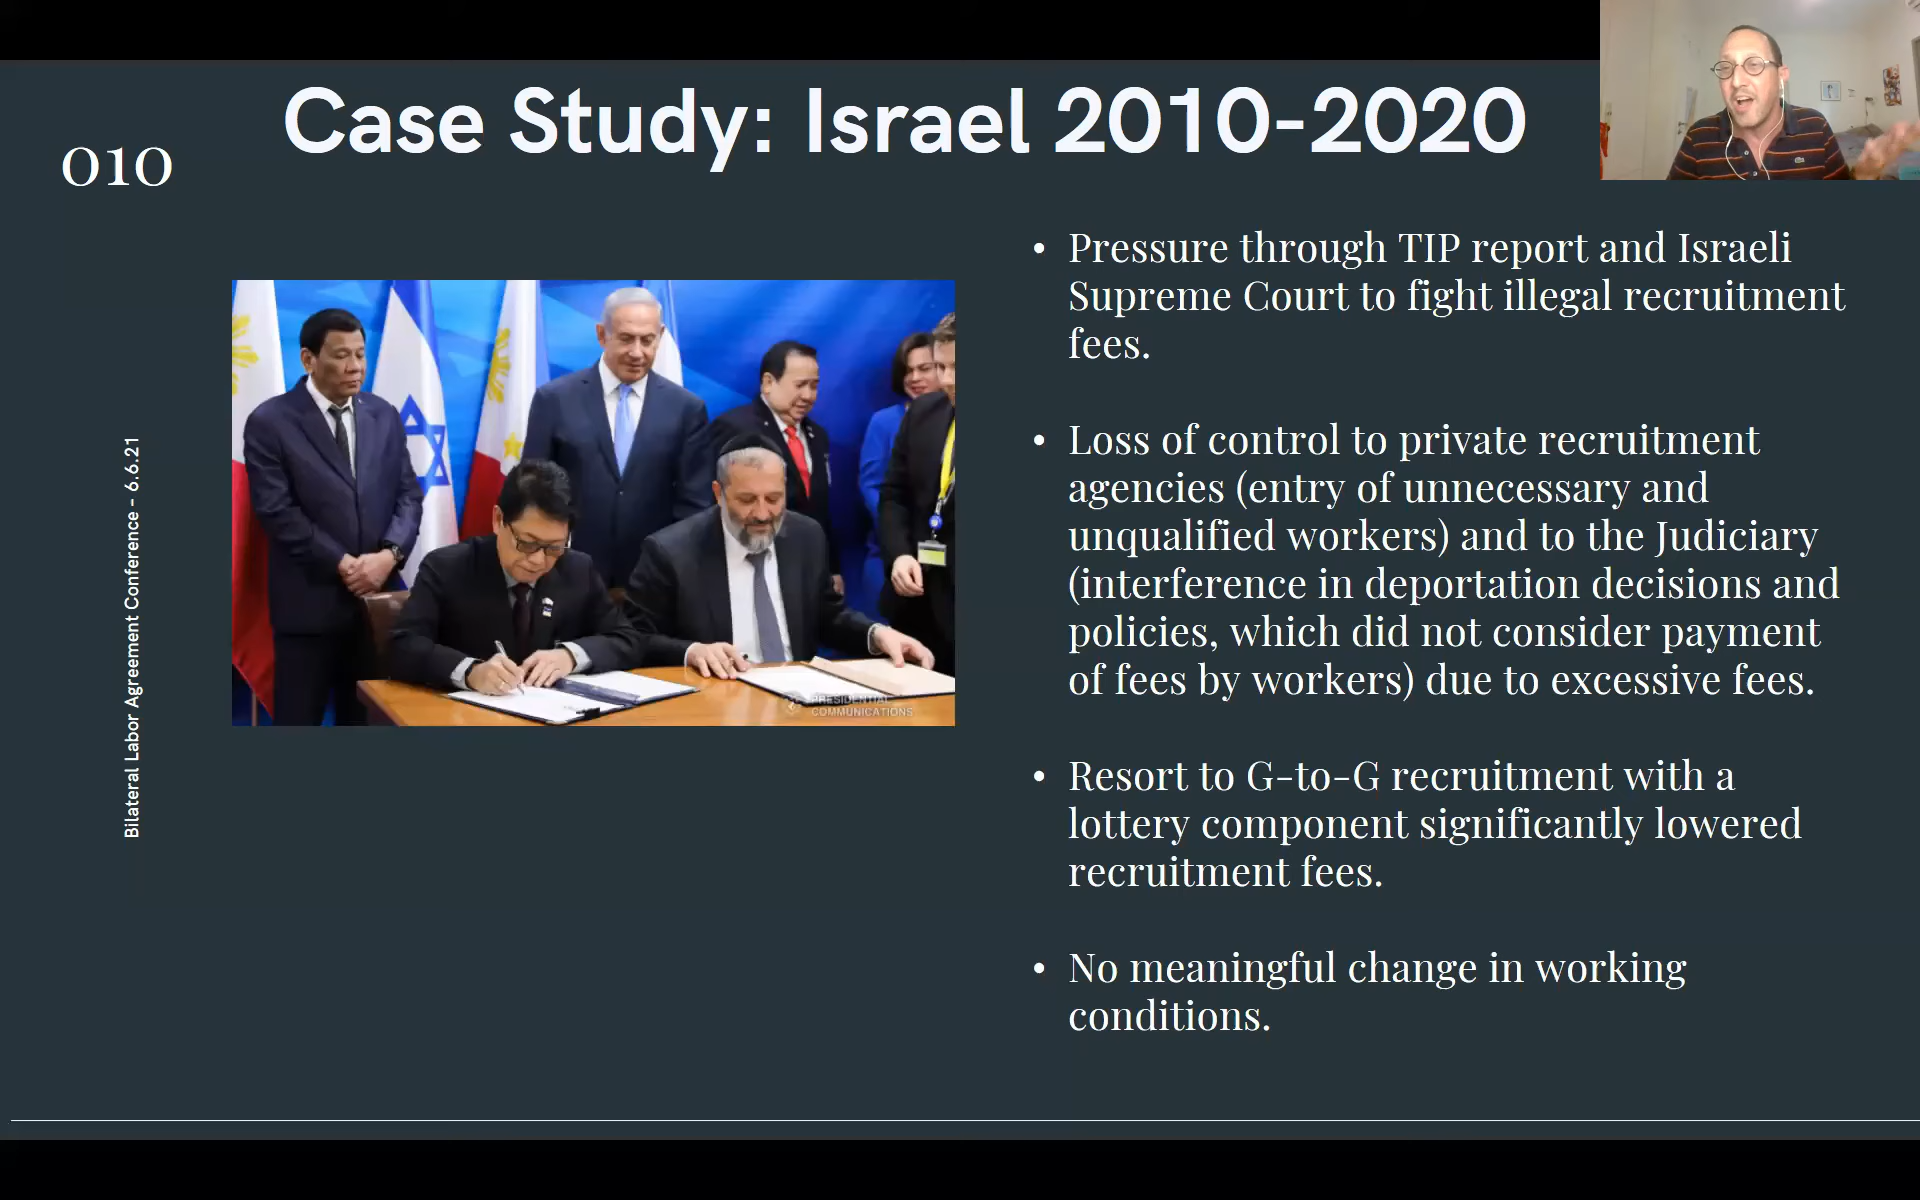 Case Study: Israel 2010-2020
010
Bilateral Labor Agreement Conference - 6.6.21
• Pressure through TIP report and Israeli
Supreme Court to fight illegal recruitment
fees.
• Loss of control to private recruitment
agencies (entry of unnecessary and
unqualified workers) and to the Judiciary
(interference in deportation decisions and
policies, which did not consider payment
of fees by workers) due to excessive fees.
• Resort to G-to-G recruitment with a
lottery component significantly lowered
recruitment fees.
• No meaningful change in working
conditions.
PRESIDENTIAL
COMMUNICATIONS